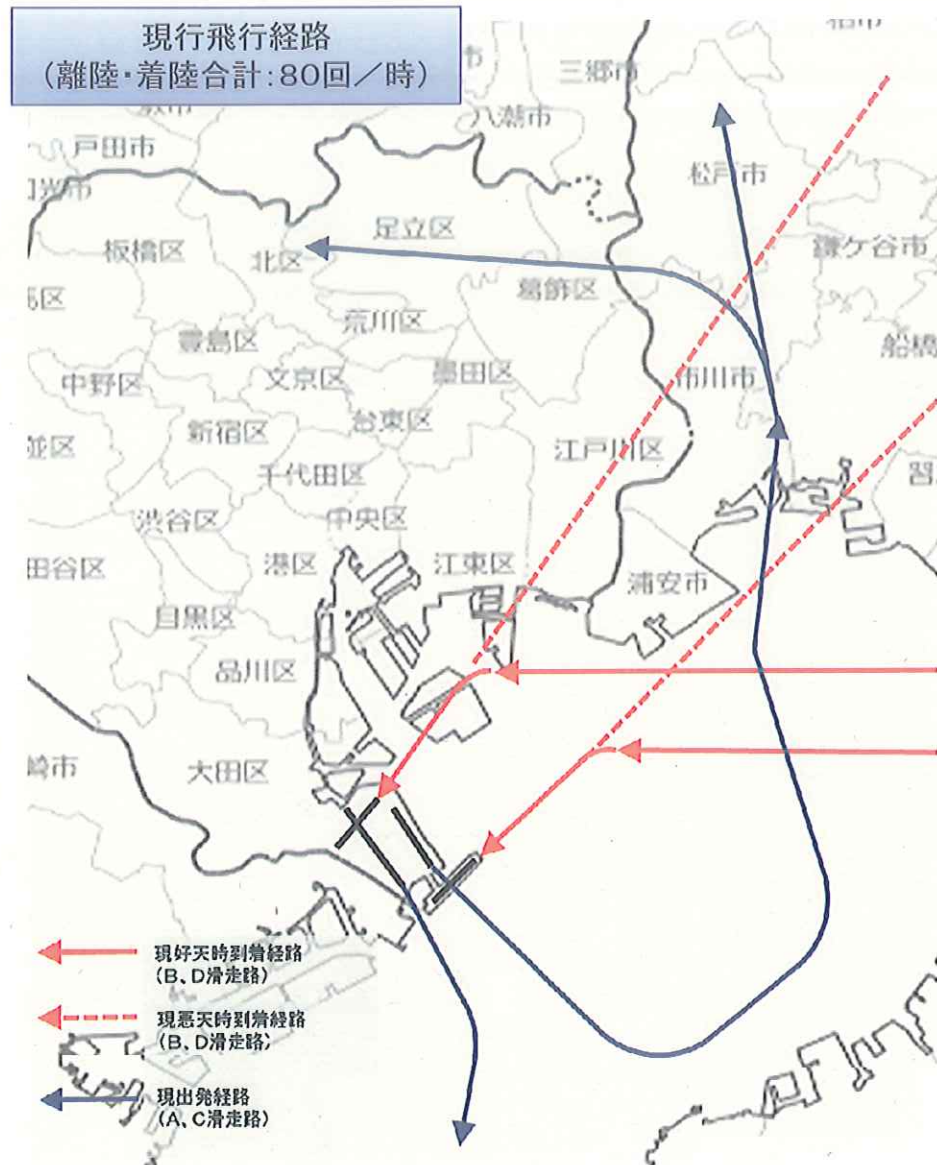 現行飛行経路
(離陸・着陸合計:80回/時)
三郷市
八潮市
戸田市
松戸市
足立区
板橋区
北区
鎌ケ谷市
葛飾区
荒川区
豊島区
船橋
中野区
文京区
墨田区
市川市
台東区
新宿区
江戸川区
千代田区
渋谷区
中央区
港区
江東区
田谷区
浦安市
目黒区
品川区
崎市
大田区
現好天時到着経路
(B、D滑走路)
現悪天時到着経路
(B、D滑走路)
現出発経路
(A、C滑走路)